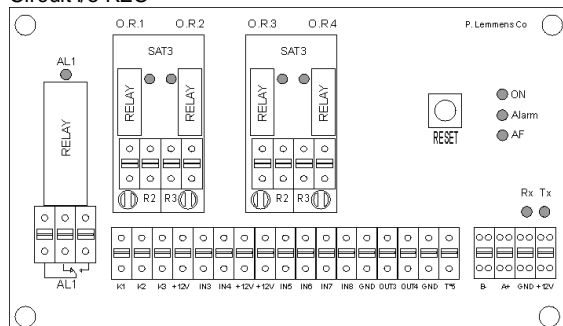 O.R.1 O.R.2 O.R.3 O.R.4 P. Lemmens Co
SAT3 SAT3
AL1
RELAY RELAY RELAY RELAY RELAY
ON
Alarm
AF
RESET
R2 R3 R2 R3
Rx Tx
AL1
K1 K2 K3 +12V IN3 IN4 +12V +12V IN5 IN6 IN7 IN8 GND OUT3 OUT4 GND T°5 B- A+ GND +12V